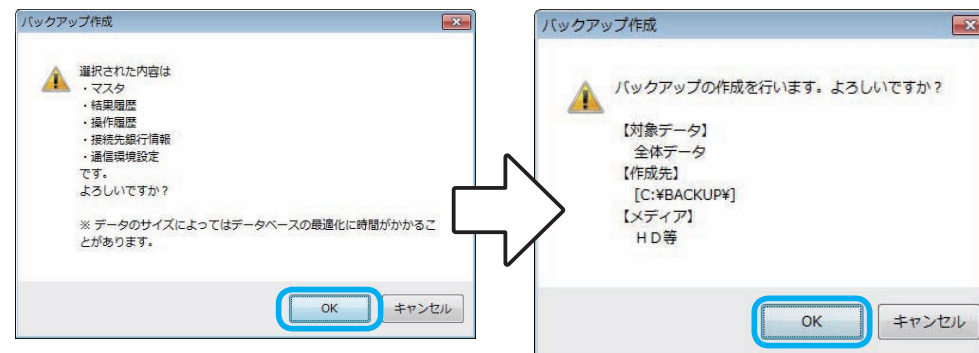 バックアップ作成
選択された内容は
・マスタ
・結果履歴
・操作履歴
・接続先銀行情報
・通信環境設定
です。
よろしいですか？
※ データのサイズによってはデータベースの最適化に時間がかかるこ
とがあります。
OK
キャンセル
バックアップ作成
バックアップの作成を行います。よろしいですか？
【対象データ】
全体データ
【作成先】
[C:¥BACKUP¥]
【メディア】
ＨＤ等
OK
キャンセル